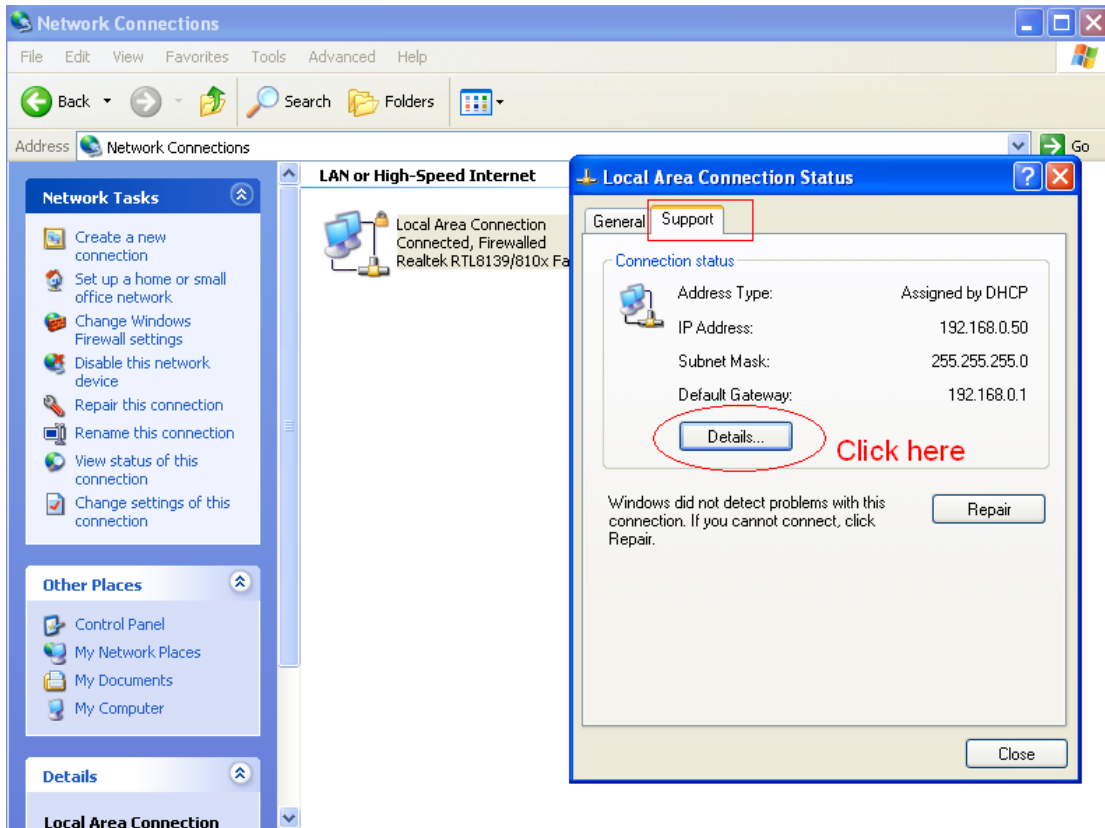 Network Connections
File Edit View Favorites Tools Advanced Help
Back Search Folders
Address Network Connections Go
Network Tasks
Create a new
connection
Set up a home or small
office network
Change Windows
Firewall settings
Disable this network
device
Repair this connection
Rename this connection
View status of this
connection
Change settings of this
connection
Other Places
Control Panel
My Network Places
My Documents
My Computer
Details
Local Area Connection
LAN or High-Speed Internet
Local Area Connection
Connected, Firewalled
Realtek RTL8139/810x Fa
Local Area Connection Status
General Support
Connection status
Address Type: Assigned by DHCP
IP Address: 192.168.0.50
Subnet Mask: 255.255.255.0
Default Gateway: 192.168.0.1
Details...
Click here
Windows did not detect problems with this
connection. If you cannot connect, click
Repair.
Repair
Close